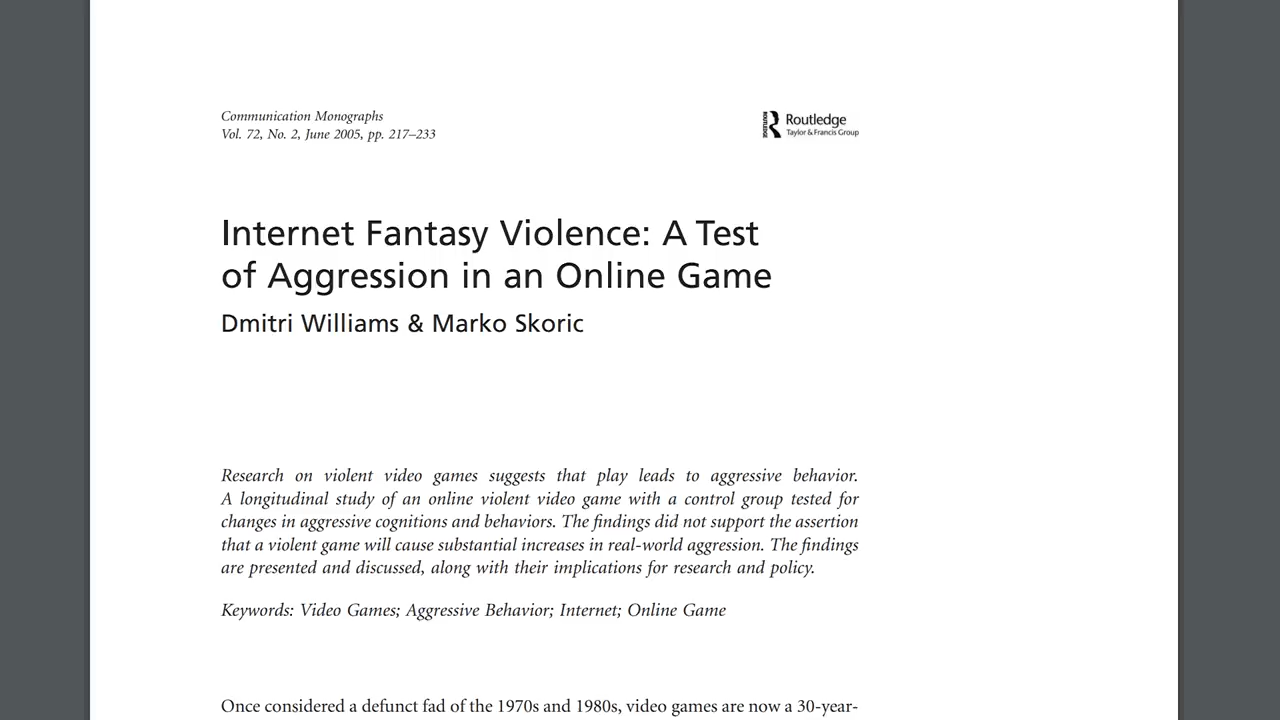 Communication Monographs
Vol. 72, No. 2, June 2005, pp. 217–233
ROUTLEDGE
Routledge
Taylor & Francis Group
Internet Fantasy Violence: A Test
of Aggression in an Online Game
Dmitri Williams & Marko Skoric
Research on violent video games suggests that play leads to aggressive behavior.
A longitudinal study of an online violent video game with a control group tested for
changes in aggressive cognitions and behaviors. The findings did not support the assertion
that a violent game will cause substantial increases in real-world aggression. The findings
are presented and discussed, along with their implications for research and policy.
Keywords: Video Games; Aggressive Behavior; Internet; Online Game
Once considered a defunct fad of the 1970s and 1980s, video games are now a 30-year-